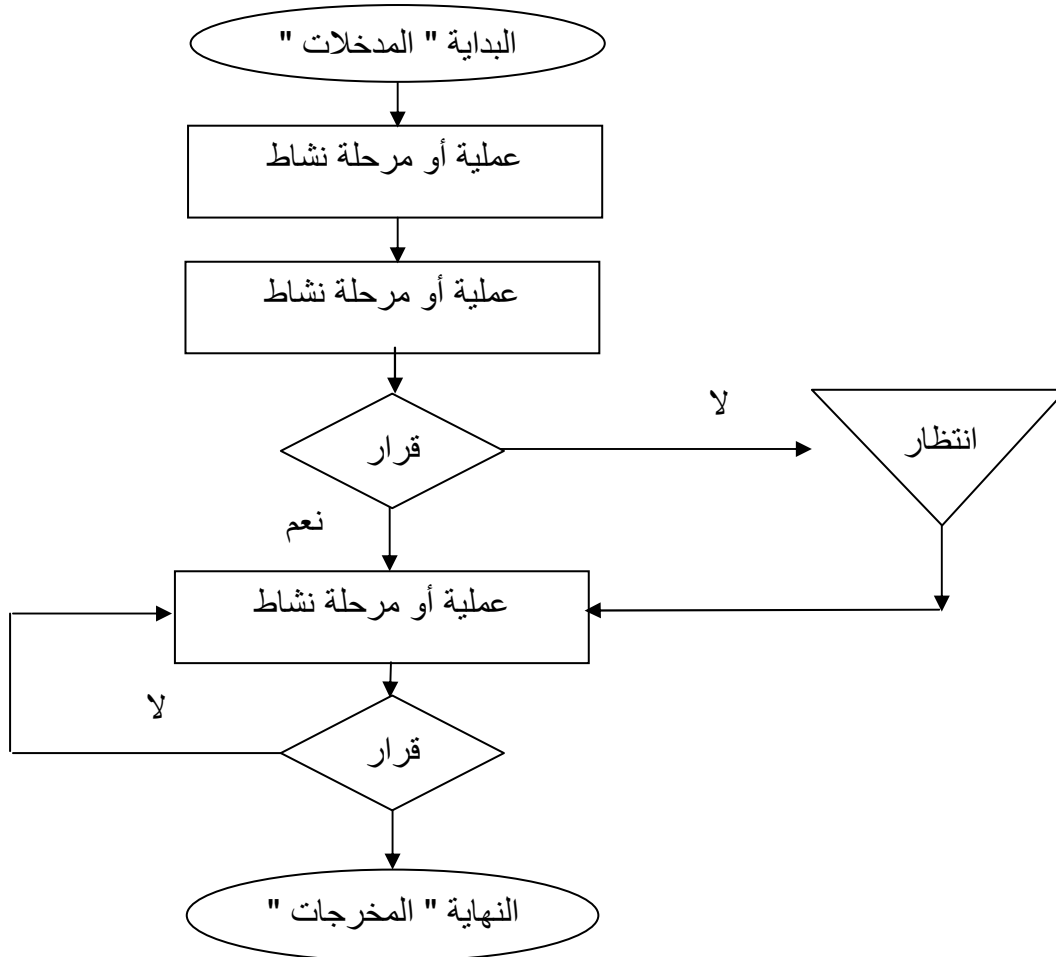 البداية " المدخلات "
عملية أو مرحلة نشاط
عملية أو مرحلة نشاط
قرار
لا
انتظار
نعم
عملية أو مرحلة نشاط
لا
قرار
النهاية " المخرجات "